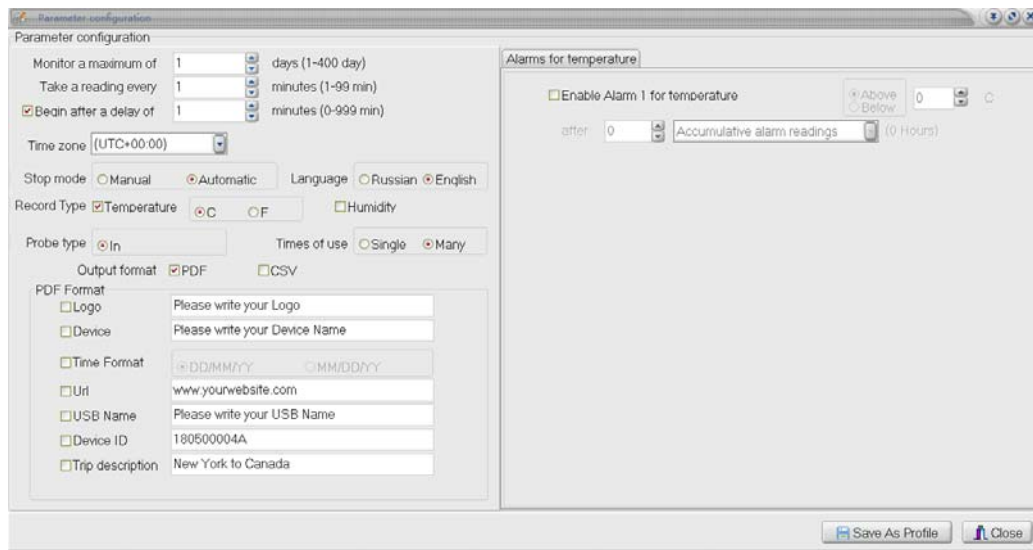 Parameter configuration
Parameter configuration
Monitor a maximum of 1 days (1-400 day)
Take a reading every 1 minutes (1-99 min)
Begin after a delay of 1 minutes (0-999 min)
Time zone (UTC+00:00)
Stop mode Manual Automatic Language Russian English
Record Type Temperature C F Humidity
Probe type In Times of use Single Many
Output format PDF CSV
PDF Format
Logo Please write your Logo
Device Please write your Device Name
Time Format DD/MM/YY MM/DD/YY
Url www.yourwebsite.com
USB Name Please write your USB Name
Device ID 180500004A
Trip description New York to Canada
Alarms for temperature
Enable Alarm 1 for temperature Above Below 0 C
after 0 Accumulative alarm readings (0 Hours)
Save As Profile Close